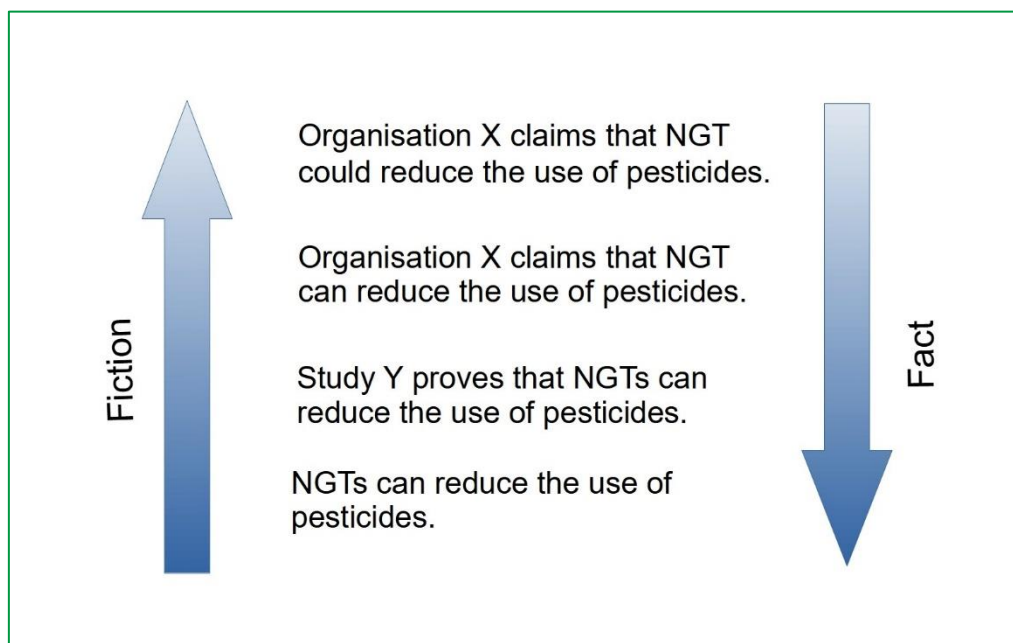 Organisation X claims that NGT
could reduce the use of pesticides.
Organisation X claims that NGT
can reduce the use of pesticides.
Study Y proves that NGTs can
reduce the use of pesticides.
NGTs can reduce the use of
pesticides.
Fiction
Fact